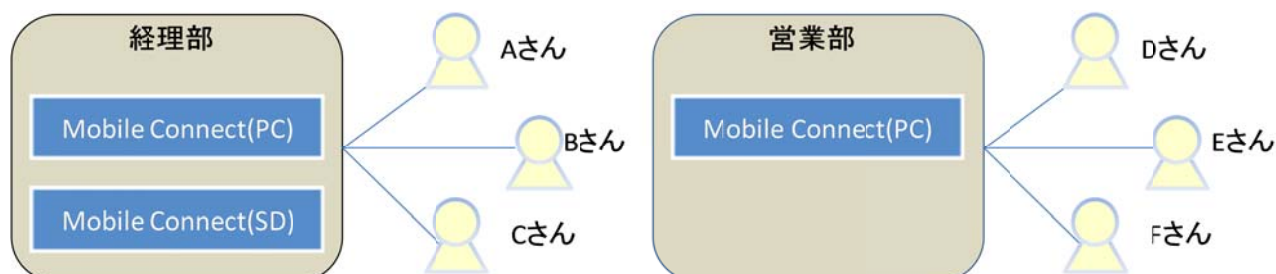 経理部
Mobile Connect(PC)
Mobile Connect(SD)
Aさん
Bさん
Cさん
営業部
Mobile Connect(PC)
Dさん
Eさん
Fさん